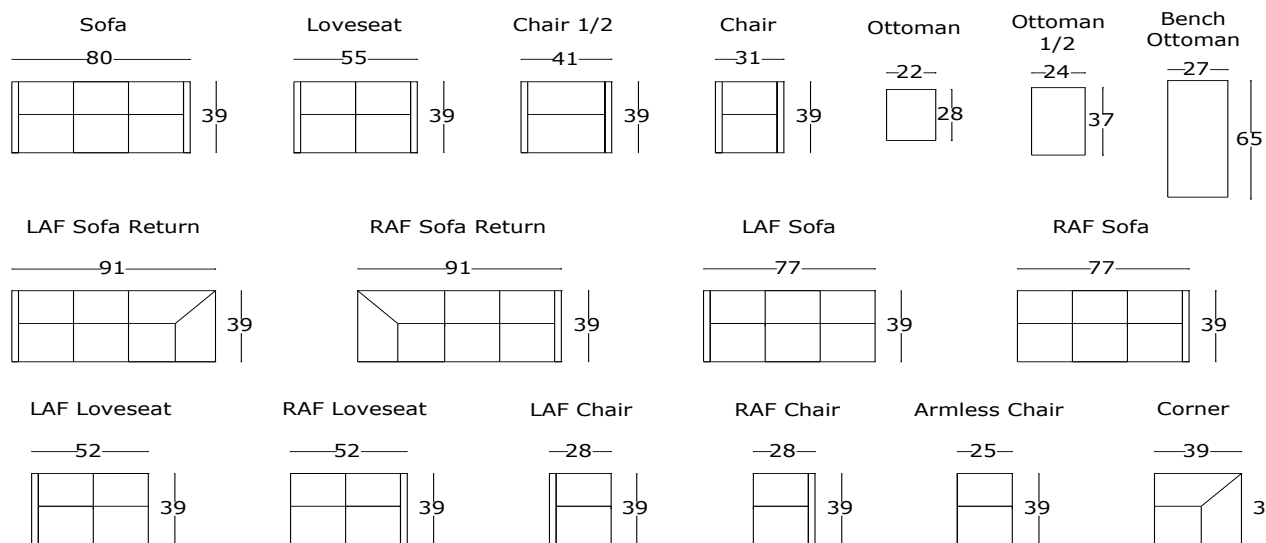 Sofa
Loveseat
Chair 1/2
Chair
Ottoman
Ottoman
1/2
Bench
Ottoman
80
55
41
31
22
24
27
39
39
39
39
28
37
65
LAF Sofa Return
RAF Sofa Return
LAF Sofa
RAF Sofa
91
91
77
77
39
39
39
39
LAF Loveseat
RAF Loveseat
LAF Chair
RAF Chair
Armless Chair
Corner
52
52
28
28
25
39
39
39
39
39
39
3